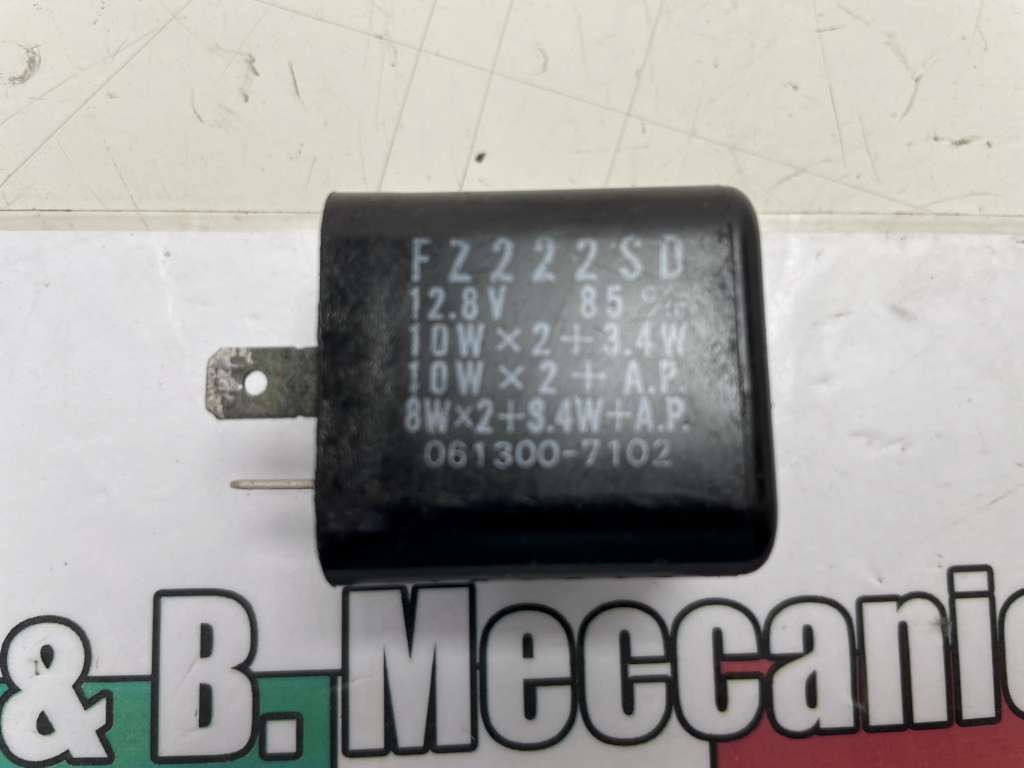 FZ222SD
12.8V 85 c/m
10W×2+3.4W
10W×2+A.P.
8W×2+3.4W+A.P.
061300-7102
& B. Meccanic